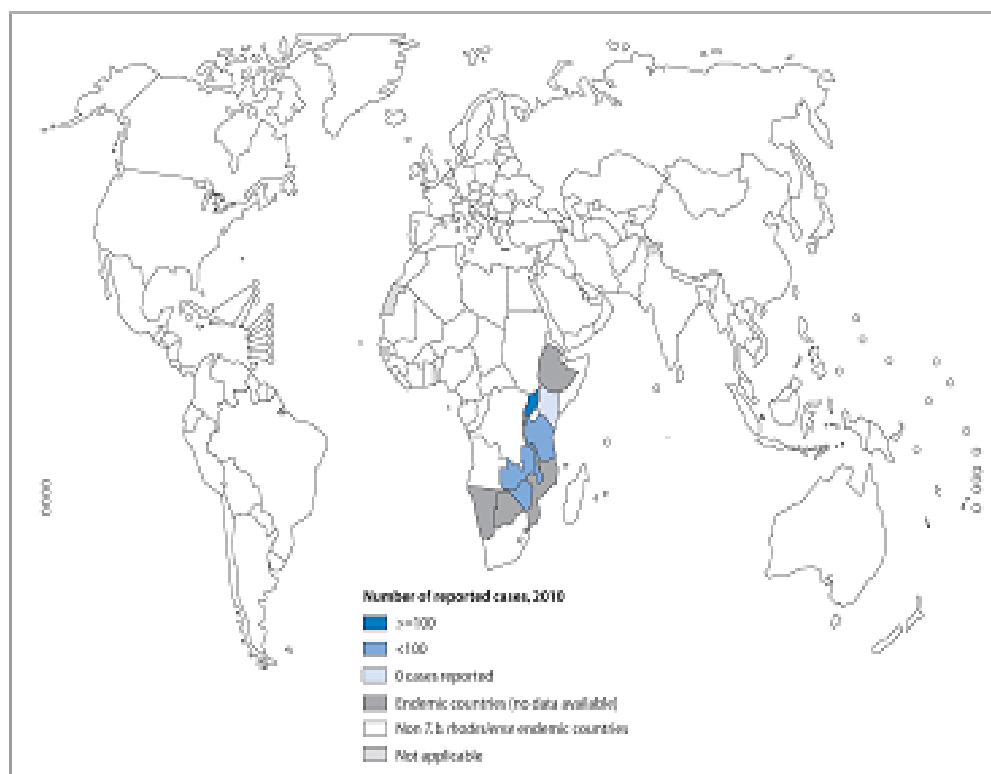 Number of reported cases, 2010
>=100
<100
0 cases reported
Endemic countries (no data available)
Non T.b. rhodesiense endemic countries
Not applicable